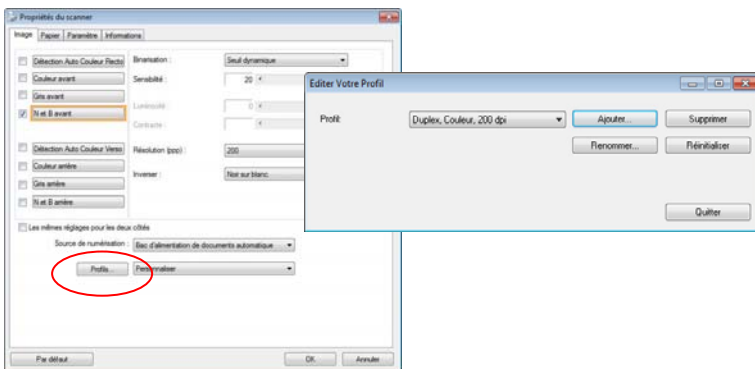 Propriétés du scanner
Image Papier Paramètre Informations
Détection Auto Couleur Recto
Couleur avant
Gris avant
N et B avant
Détection Auto Couleur Verso
Couleur arrière
Gris arrière
N et B arrière
Binarisation : Seuil dynamique
Sensibilité : 20
Luminosité : 0
Contraste :
Résolution (ppp) : 200
Inverser : Noir sur blanc
Les mêmes réglages pour les deux côtés
Source de numérisation : Bac d'alimentation de documents automatique
Profils... Personnaliser
Par défaut OK Annuler
Editer Votre Profil
Profil: Duplex, Couleur, 200 dpi Ajouter... Supprimer
Renommer... Réinitialiser
Quitter